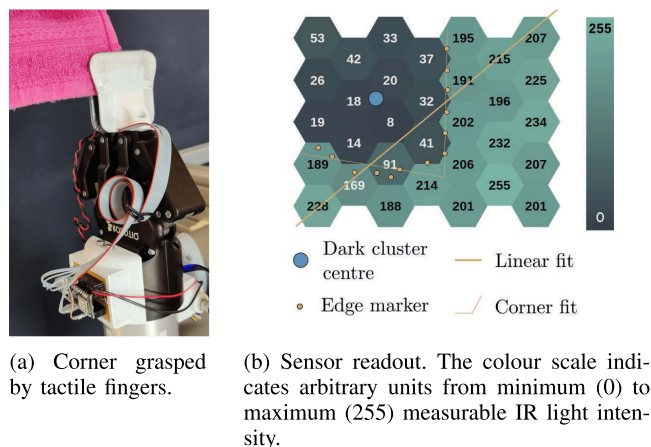 53 33 195 207
42 37 215
26 20 191 225
18 32 196
19 8 202 234
14 41 232
189 91 206 207
169 214 255
228 188 201 201
255
0
Dark cluster
centre
Linear fit
Edge marker
Corner fit
(a) Corner grasped
by tactile fingers.
(b) Sensor readout. The colour scale indi-
cates arbitrary units from minimum (0) to
maximum (255) measurable IR light inten-
sity.